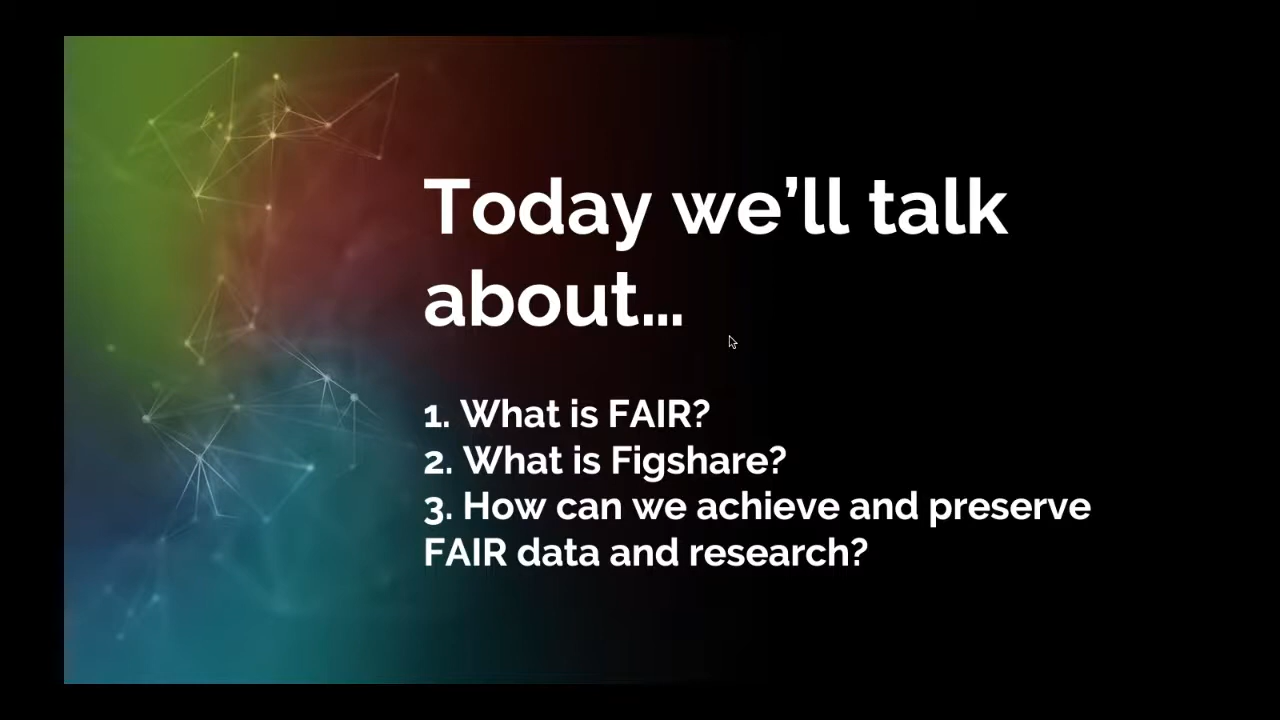 Today we’ll talk
about...
1. What is FAIR?
2. What is Figshare?
3. How can we achieve and preserve
FAIR data and research?